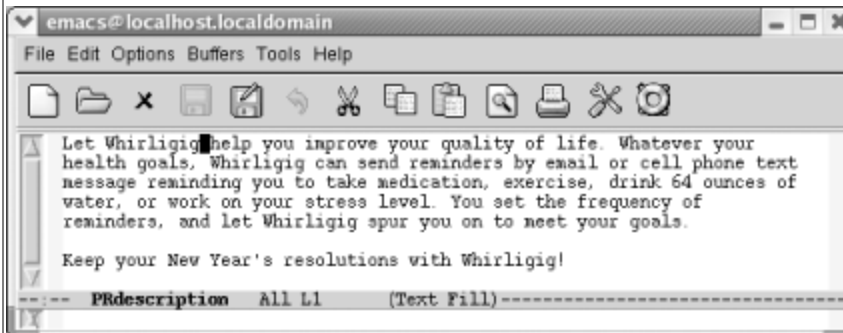 emacs@localhost.localdomain
File Edit Options Buffers Tools Help
Let Whirligig help you improve your quality of life. Whatever your
health goals, Whirligig can send reminders by email or cell phone text
message reminding you to take medication, exercise, drink 64 ounces of
water, or work on your stress level. You set the frequency of
reminders, and let Whirligig spur you on to meet your goals.
Keep your New Year's resolutions with Whirligig!
--:-- PRdescription All L1 (Text Fill)--------------------------------